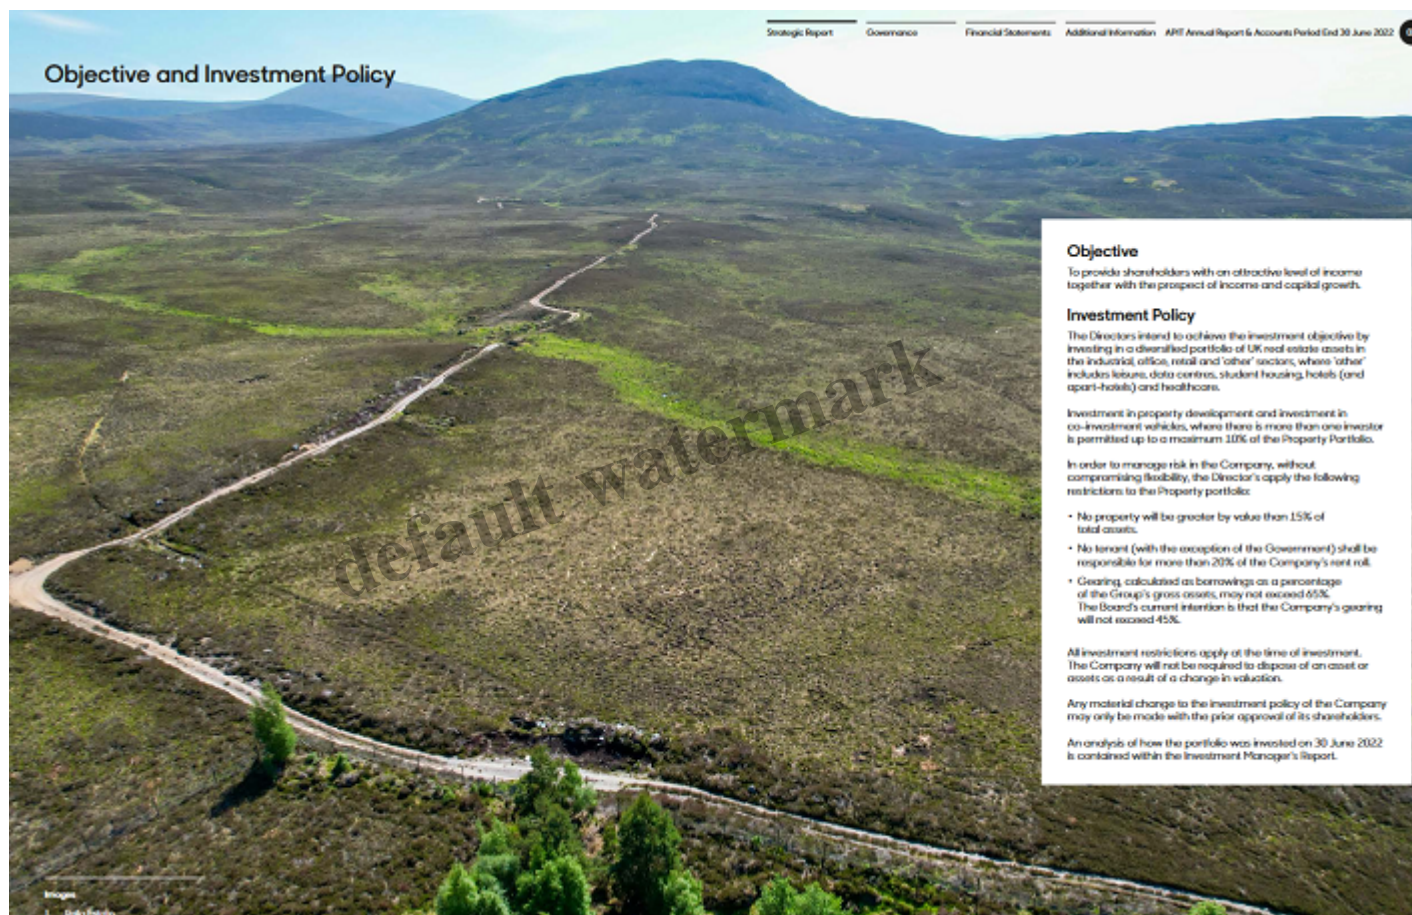 Strategic Report
Governance
Financial Statements
Additional Information
APIT Annual Report & Accounts Period End 30 June 2022
Objective and Investment Policy
Objective
To provide shareholders with an attractive level of income
together with the prospect of income and capital growth.
Investment Policy
The Directors intend to achieve the investment objective by
investing in a diversified portfolio of UK real estate assets in
the industrial, office, retail and 'other' sectors, where 'other'
includes leisure, data centres, student housing, hotels (and
apart-hotels) and healthcare.
Investment in property development and investment in
co-investment vehicles, where there is more than one investor
is permitted up to a maximum 10% of the Property Portfolio.
In order to manage risk in the Company, without
compromising flexibility, the Director's apply the following
restrictions to the Property portfolio:
• No property will be greater by value than 15% of
total assets.
• No tenant (with the exception of the Government) shall be
responsible for more than 20% of the Company's rent roll.
• Gearing, calculated as borrowings as a percentage
of the Group's gross assets, may not exceed 65%.
The Board's current intention is that the Company's gearing
will not exceed 45%.
All investment restrictions apply at the time of investment.
The Company will not be required to dispose of an asset or
assets as a result of a change in valuation.
Any material change to the investment policy of the Company
may only be made with the prior approval of its shareholders.
An analysis of how the portfolio was invested on 30 June 2022
is contained within the Investment Manager's Report.
default watermark
Images